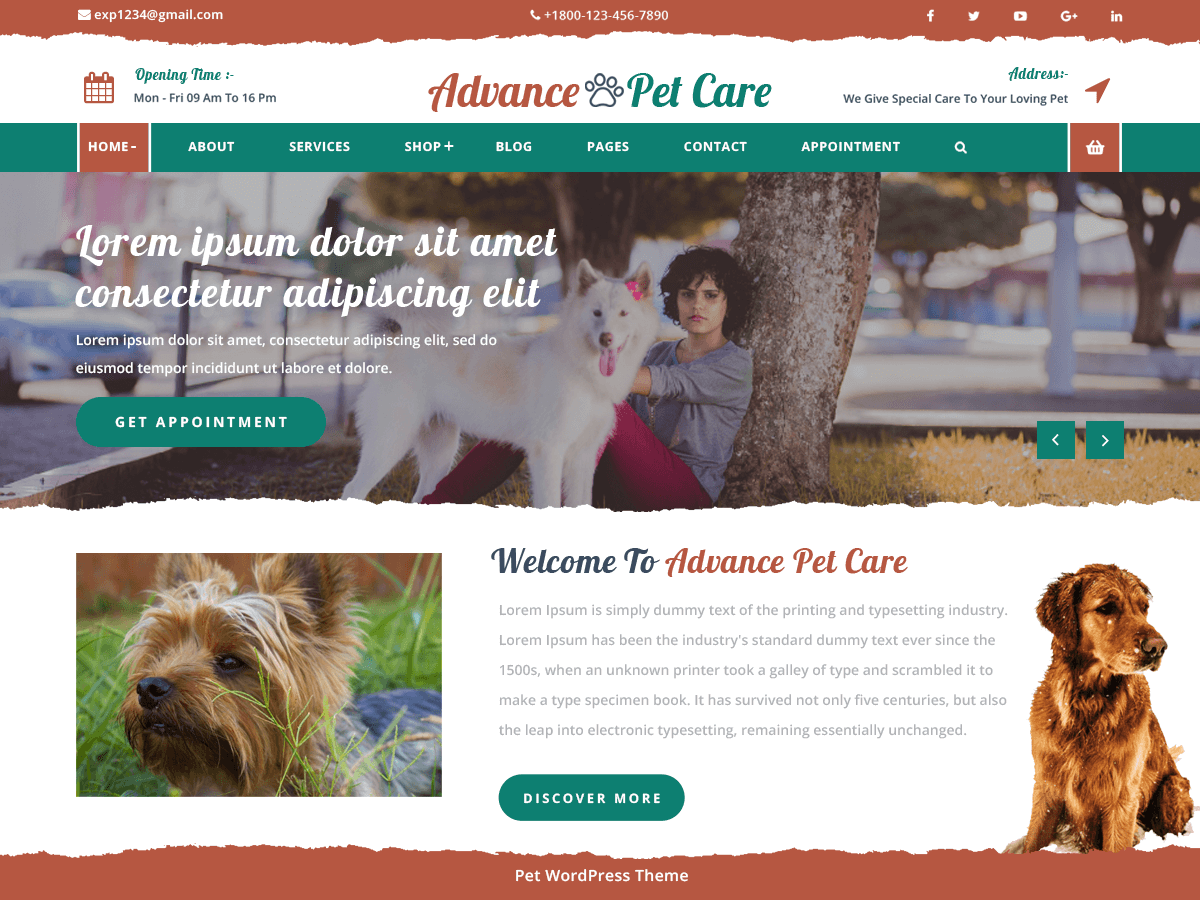 exp1234@gmail.com
+1800-123-456-7890
Opening Time :-
Mon - Fri 09 Am To 16 Pm
Advance Pet Care
Address:-
We Give Special Care To Your Loving Pet
HOME- ABOUT SERVICES SHOP+ BLOG PAGES CONTACT APPOINTMENT
Lorem ipsum dolor sit amet
consectetur adipiscing elit
Lorem ipsum dolor sit amet, consectetur adipiscing elit, sed do
eiusmod tempor incididunt ut labore et dolore.
GET APPOINTMENT
Welcome To Advance Pet Care
Lorem Ipsum is simply dummy text of the printing and typesetting industry.
Lorem Ipsum has been the industry's standard dummy text ever since the
1500s, when an unknown printer took a galley of type and scrambled it to
make a type specimen book. It has survived not only five centuries, but also
the leap into electronic typesetting, remaining essentially unchanged.
DISCOVER MORE
Pet WordPress Theme